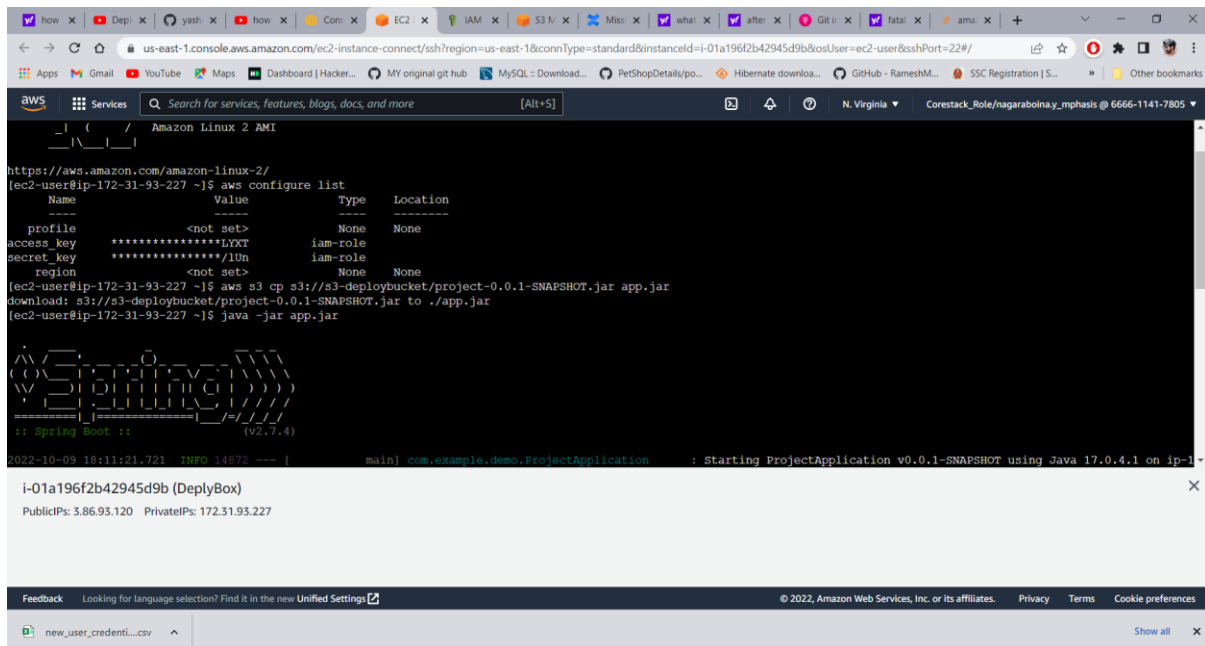 how
Depl
yash
how
Conn
EC2 I
IAM
S3 M
Missi
what
after
Git ir
fatal
ama
us-east-1.console.aws.amazon.com/ec2-instance-connect/ssh?region=us-east-1&connType=standard&instanceId=i-01a196f2b42945d9b&osUser=ec2-user&sshPort=22#/
Apps Gmail YouTube Maps Dashboard | Hacker... MY original git hub MySQL :: Download... PetShopDetails/po... Hibernate downloa... GitHub - RameshM... SSC Registration | S... » Other bookmarks
aws Services Search for services, features, blogs, docs, and more [Alt+S] N. Virginia Corestack_Role/nagaraboina.y_mphasis @ 6666-1141-7805
_| ( / Amazon Linux 2 AMI
___|\___|___|
https://aws.amazon.com/amazon-linux-2/
[ec2-user@ip-172-31-93-227 ~]$ aws configure list
Name Value Type Location
---- ----- ---- --------
profile <not set> None None
access_key ****************LYXT iam-role
secret_key ****************/lUn iam-role
region <not set> None None
[ec2-user@ip-172-31-93-227 ~]$ aws s3 cp s3://s3-deploybucket/project-0.0.1-SNAPSHOT.jar app.jar
download: s3://s3-deploybucket/project-0.0.1-SNAPSHOT.jar to ./app.jar
[ec2-user@ip-172-31-93-227 ~]$ java -jar app.jar
Spring
:: Spring Boot :: (v2.7.4)
2022-10-09 18:11:21.721 INFO 14872 --- [ main] com.example.demo.ProjectApplication : Starting ProjectApplication v0.0.1-SNAPSHOT using Java 17.0.4.1 on ip-1
i-01a196f2b42945d9b (DeplyBox)
PublicIPs: 3.86.93.120 PrivateIPs: 172.31.93.227
Feedback Looking for language selection? Find it in the new Unified Settings © 2022, Amazon Web Services, Inc. or its affiliates. Privacy Terms Cookie preferences
new_user_credenti....csv Show all